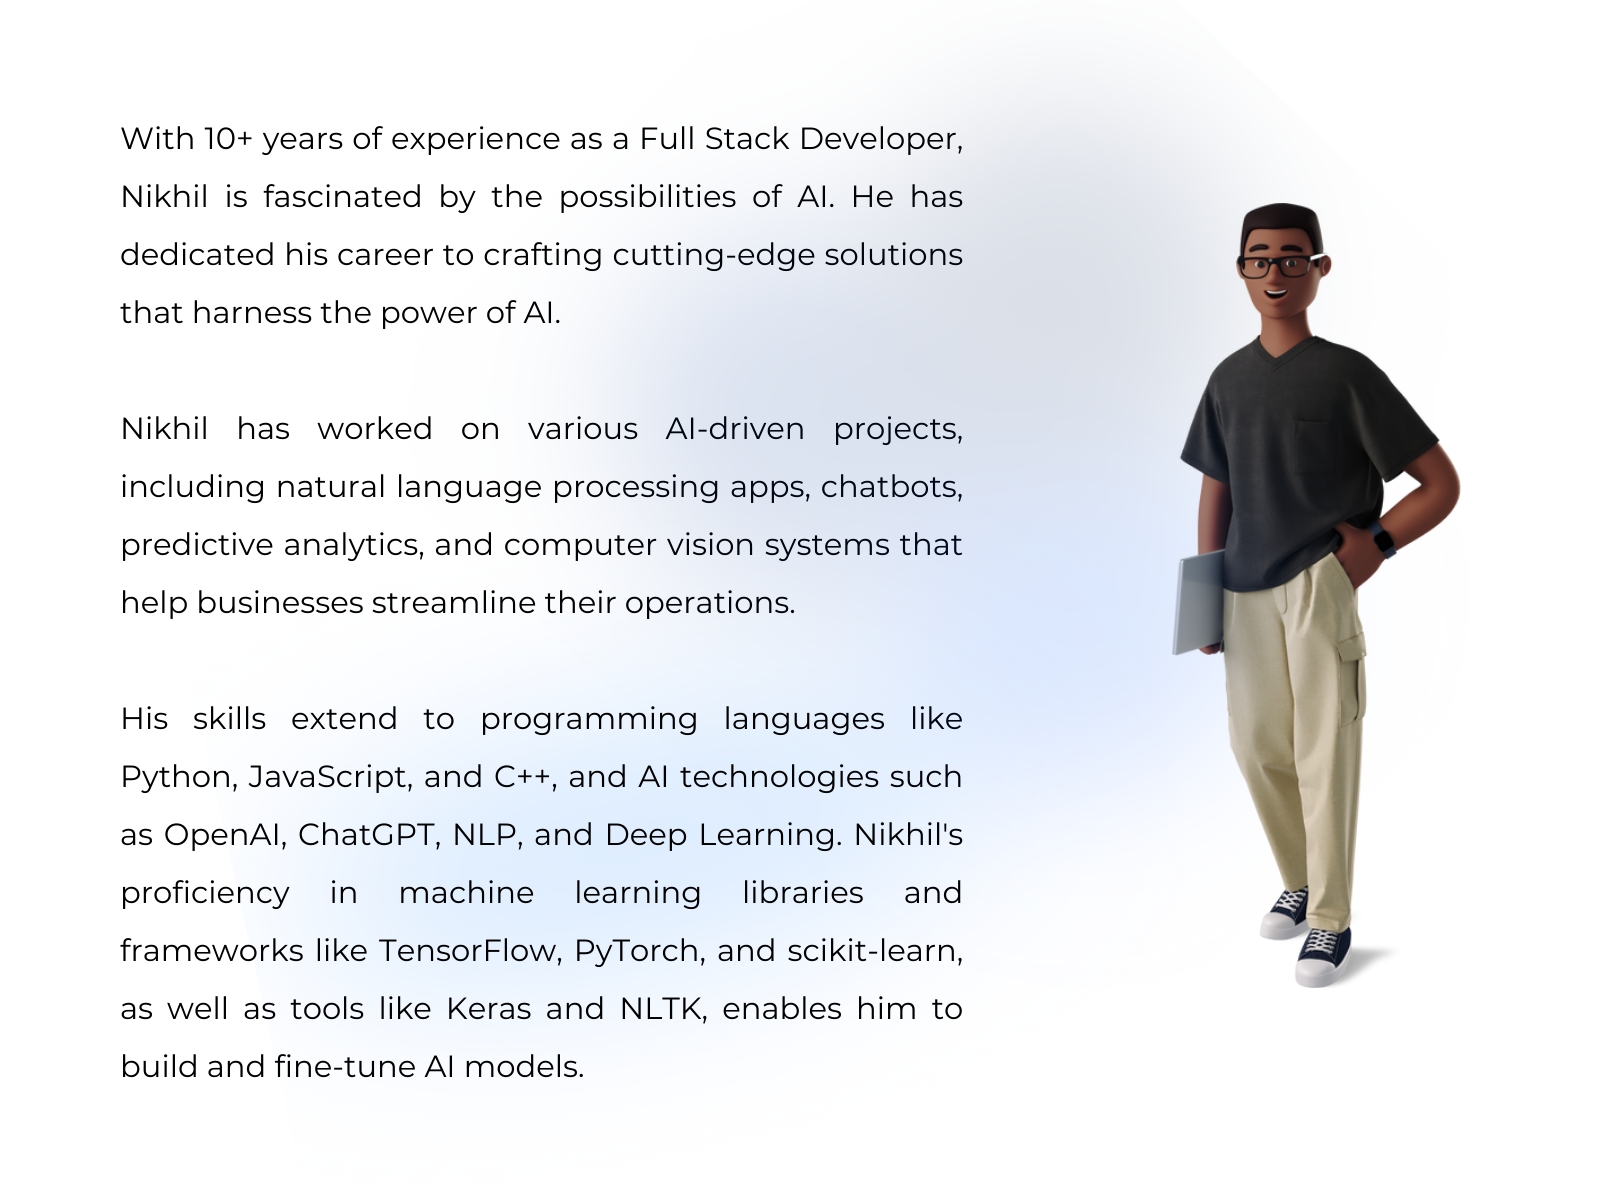 With 10+ years of experience as a Full Stack Developer,
Nikhil is fascinated by the possibilities of AI. He has
dedicated his career to crafting cutting-edge solutions
that harness the power of AI.
Nikhil has worked on various AI-driven projects,
including natural language processing apps, chatbots,
predictive analytics, and computer vision systems that
help businesses streamline their operations.
His skills extend to programming languages like
Python, JavaScript, and C++, and AI technologies such
as OpenAI, ChatGPT, NLP, and Deep Learning. Nikhil's
proficiency in machine learning libraries and
frameworks like TensorFlow, PyTorch, and scikit-learn,
as well as tools like Keras and NLTK, enables him to
build and fine-tune AI models.